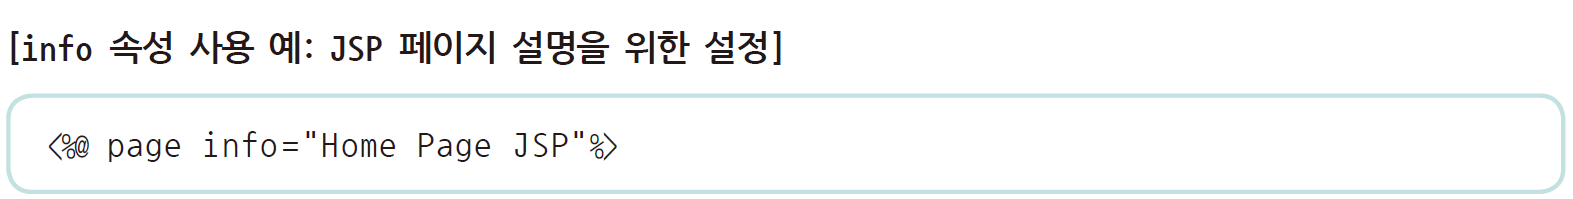 [info 속성 사용 예: JSP 페이지 설명을 위한 설정]
<%@ page info="Home Page JSP"%>